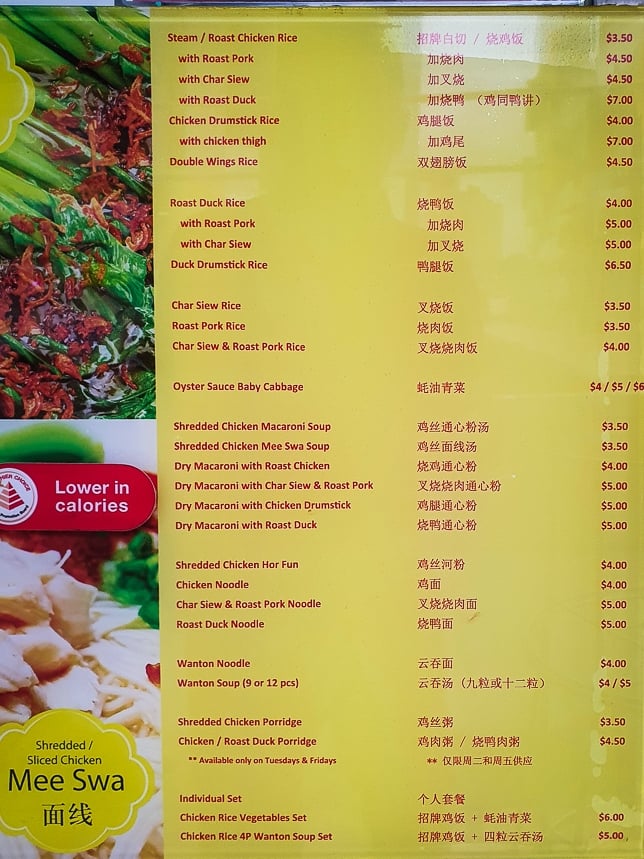 Steam / Roast Chicken Rice 招牌白切 / 烧鸡饭 $3.50
with Roast Pork 加烧肉 $4.50
with Char Siew 加叉烧 $4.50
with Roast Duck 加烧鸭 （鸡同鸭讲） $7.00
Chicken Drumstick Rice 鸡腿饭 $4.00
with chicken thigh 加鸡尾 $7.00
Double Wings Rice 双翅膀饭 $4.50
Roast Duck Rice 烧鸭饭 $4.00
with Roast Pork 加烧肉 $5.00
with Char Siew 加叉烧 $5.00
Duck Drumstick Rice 鸭腿饭 $6.50
Char Siew Rice 叉烧饭 $3.50
Roast Pork Rice 烧肉饭 $3.50
Char Siew & Roast Pork Rice 叉烧烧肉饭 $4.00
Oyster Sauce Baby Cabbage 蚝油青菜 $4 / $5 / $6
Shredded Chicken Macaroni Soup 鸡丝通心粉汤 $3.50
Shredded Chicken Mee Swa Soup 鸡丝面线汤 $3.50
Dry Macaroni with Roast Chicken 烧鸡通心粉 $4.00
Dry Macaroni with Char Siew & Roast Pork 叉烧烧肉通心粉 $5.00
Dry Macaroni with Chicken Drumstick 鸡腿通心粉 $5.00
Dry Macaroni with Roast Duck 烧鸭通心粉 $5.00
Shredded Chicken Hor Fun 鸡丝河粉 $4.00
Chicken Noodle 鸡面 $4.00
Char Siew & Roast Pork Noodle 叉烧烧肉面 $5.00
Roast Duck Noodle 烧鸭面 $5.00
Wanton Noodle 云吞面 $4.00
Wanton Soup (9 or 12 pcs) 云吞汤（九粒或十二粒） $4 / $5
Shredded Chicken Porridge 鸡丝粥 $3.50
Chicken / Roast Duck Porridge 鸡肉粥 / 烧鸭肉粥 $4.50
** Available only on Tuesdays & Fridays ** 仅限周二和周五供应
Individual Set 个人套餐
Chicken Rice Vegetables Set 招牌鸡饭 + 蚝油青菜 $6.00
Chicken Rice 4P Wanton Soup Set 招牌鸡饭 + 四粒云吞汤 $5.00
Lower in
calories
Shredded /
Sliced Chicken
Mee Swa
面线